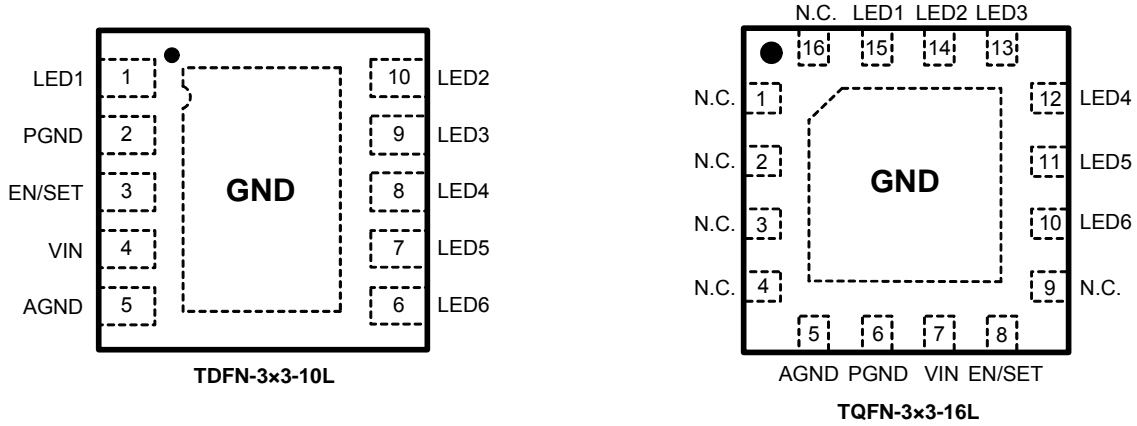 N.C. LED1 LED2 LED3
16 15 14 13
LED1 1 10 LED2
PGND 2 9 LED3
EN/SET 3 8 LED4
VIN 4 7 LED5
AGND 5 6 LED6
GND
TDFN-3×3-10L
N.C. 1 12 LED4
N.C. 2 11 LED5
N.C. 3 10 LED6
N.C. 4 9 N.C.
GND
5 6 7 8
AGND PGND VIN EN/SET
TQFN-3×3-16L